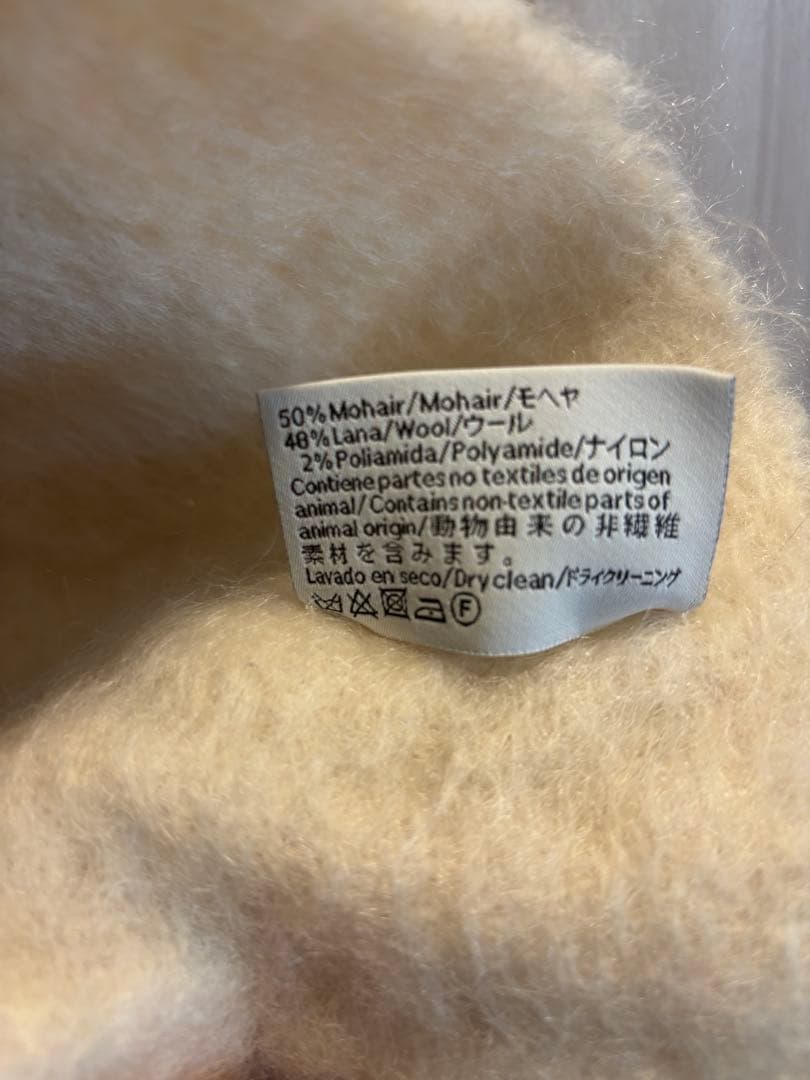 50% Mohair/Mohair/モヘヤ
48% Lana/Wool/ウール
2% Poliamida/Polyamide/ナイロン
Contiene partes no textiles de origen
animal/Contains non-textile parts of
animal origin/動物由来の非繊維
素材を含みます。
Lavado en seco/Dry clean/ドライクリーニング
F